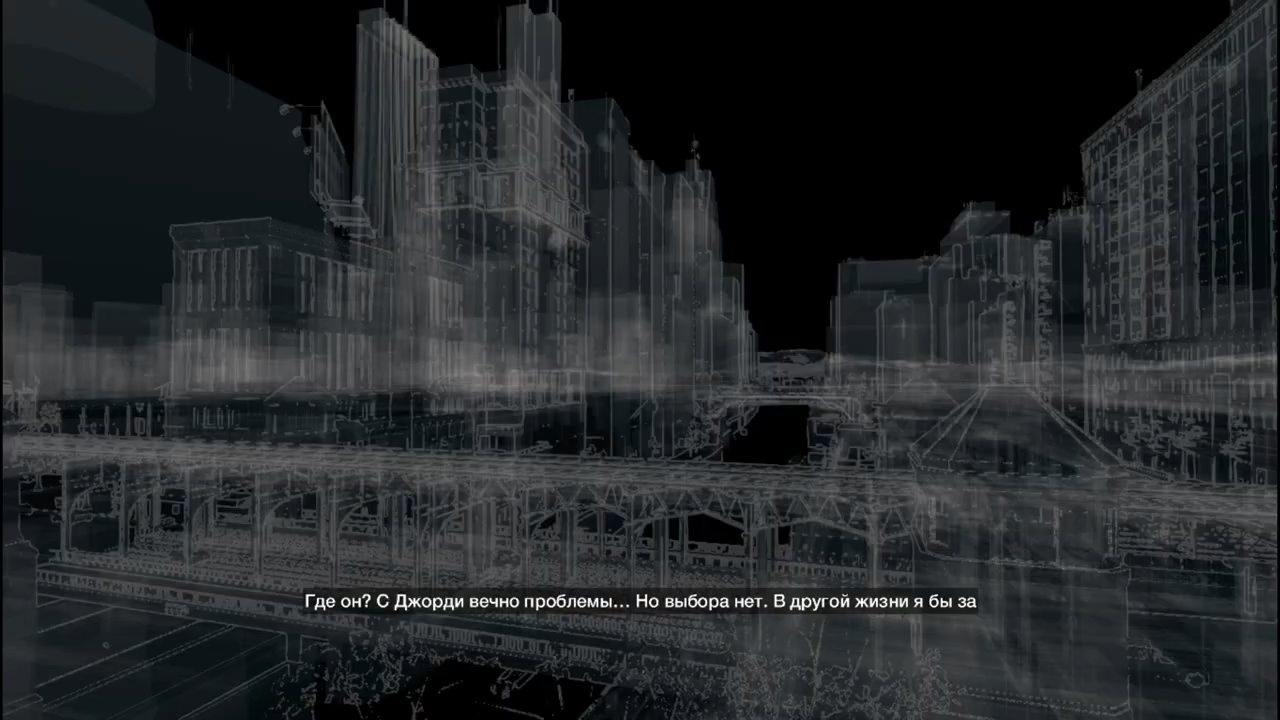 Где он? С Джорди вечно проблемы... Но выбора нет. В другой жизни я бы за